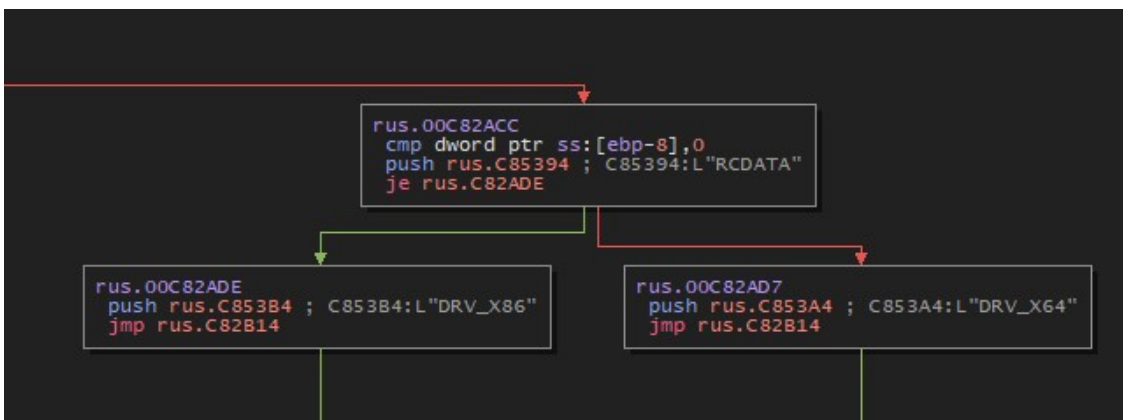 rus.00C82ACC
cmp dword ptr ss:[ebp-8],0
push rus.C85394 ; C85394:L"RCDATA"
je rus.C82ADE
rus.00C82ADE
push rus.C853B4 ; C853B4:L"DRV_X86"
jmp rus.C82B14
rus.00C82AD7
push rus.C853A4 ; C853A4:L"DRV_X64"
jmp rus.C82B14